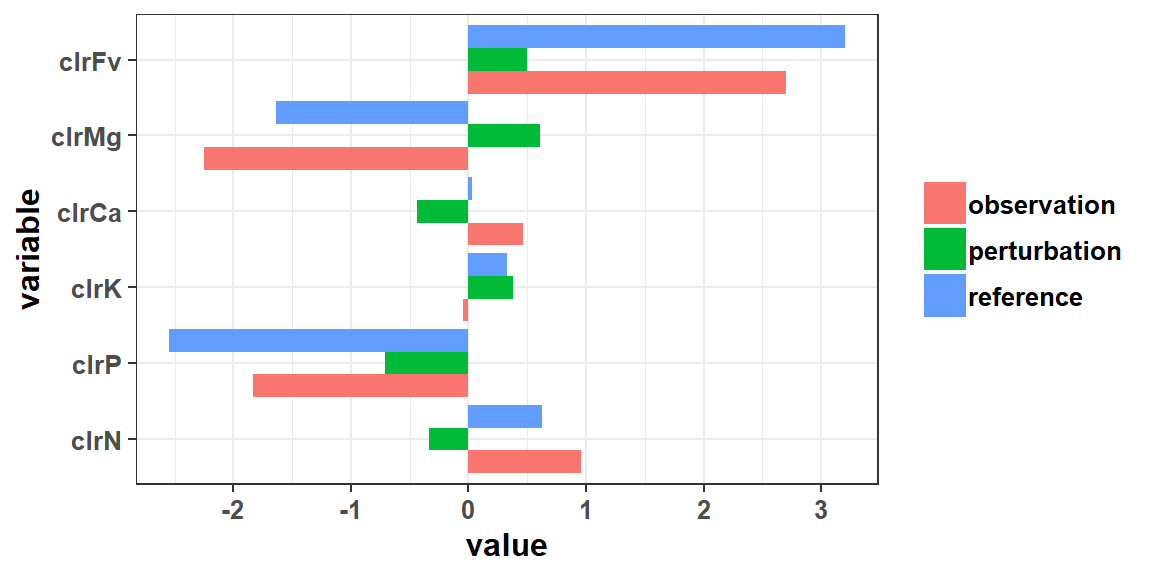 clrFv
clrMg
clrCa
clrK
clrP
clrN
variable
-2 -1 0 1 2 3
value
observation
perturbation
reference